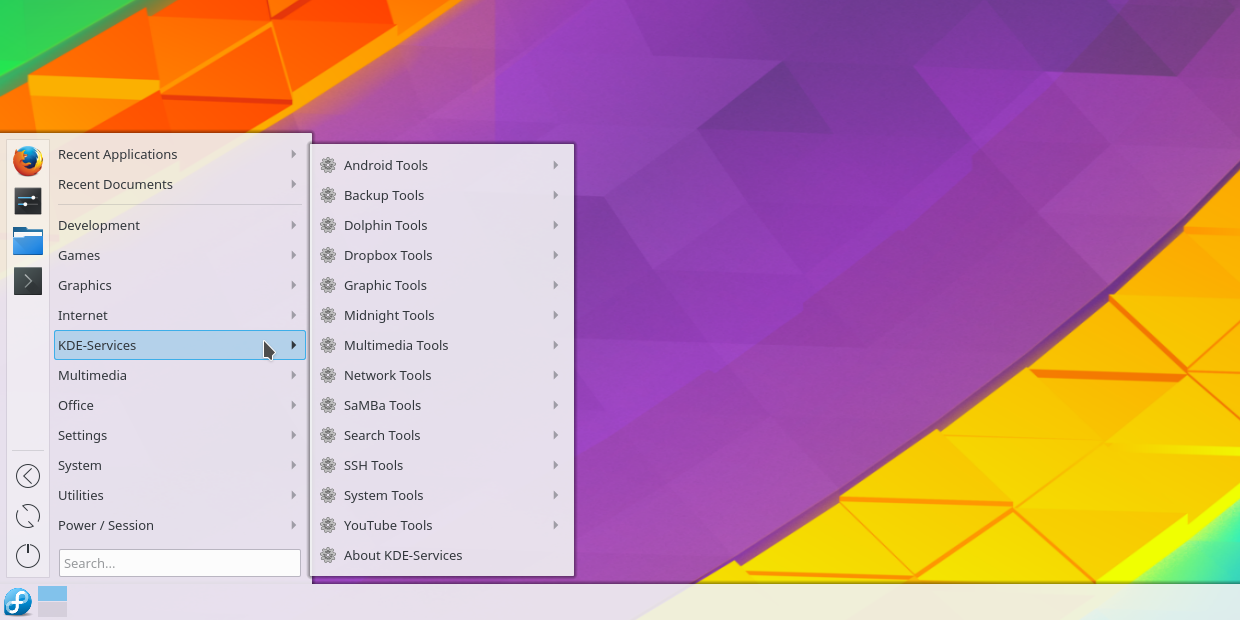 Recent Applications
Recent Documents
Development
Games
Graphics
Internet
KDE-Services
Multimedia
Office
Settings
System
Utilities
Power / Session
Search...
Android Tools
Backup Tools
Dolphin Tools
Dropbox Tools
Graphic Tools
Midnight Tools
Multimedia Tools
Network Tools
SaMBa Tools
Search Tools
SSH Tools
System Tools
YouTube Tools
About KDE-Services